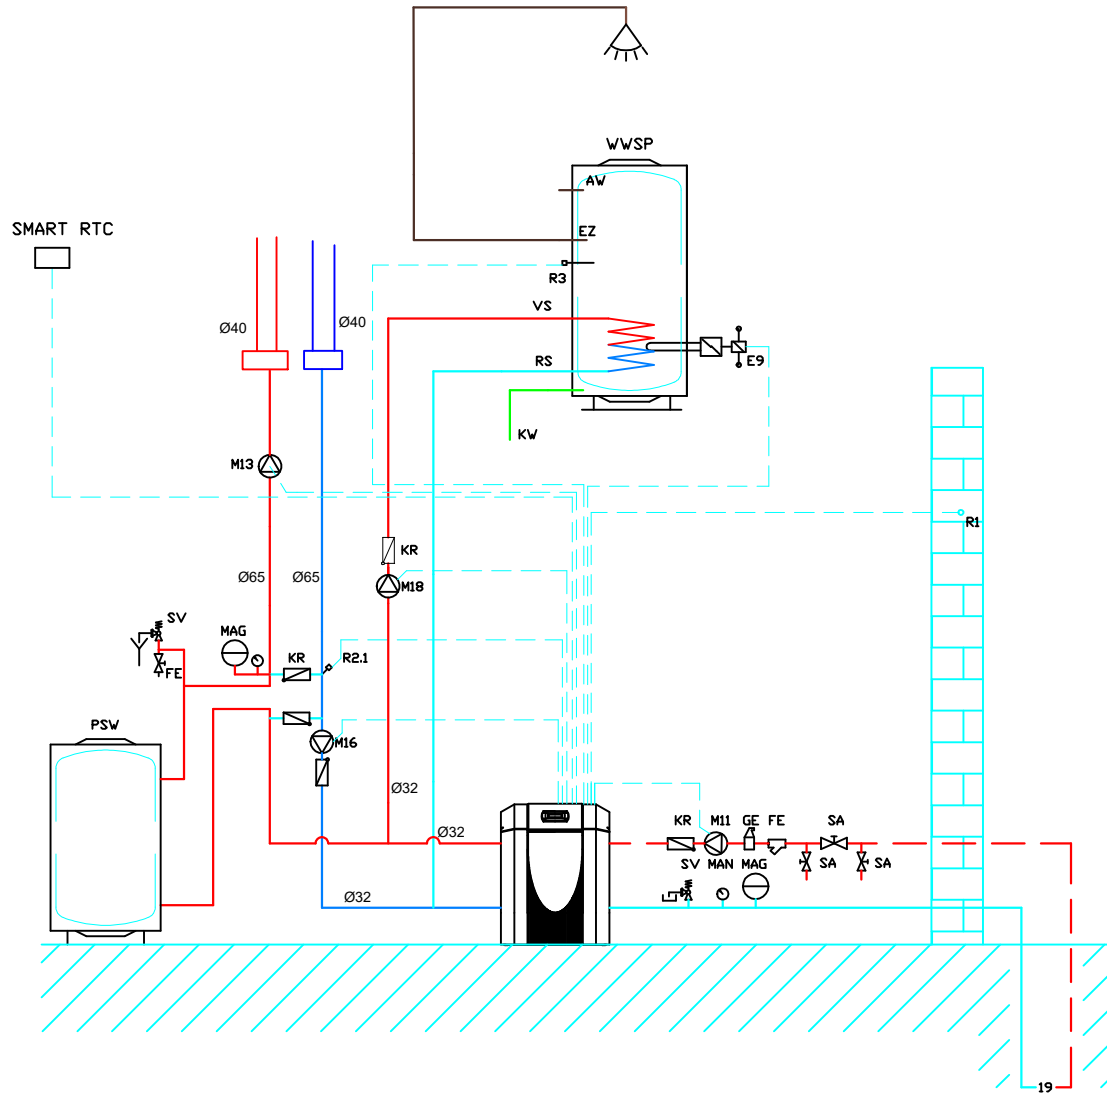 WWSP
AW
SMART RTC
EZ
R3
VS
Ø40
Ø40
RS
E9
KW
M13
R1
KR
Ø65
Ø65
M18
SV
MAG
KR
R2.1
FE
PSW
M16
Ø32
KR
M11
GE
FE
SA
Ø32
SV
MAN
MAG
SA
SA
Ø32
19